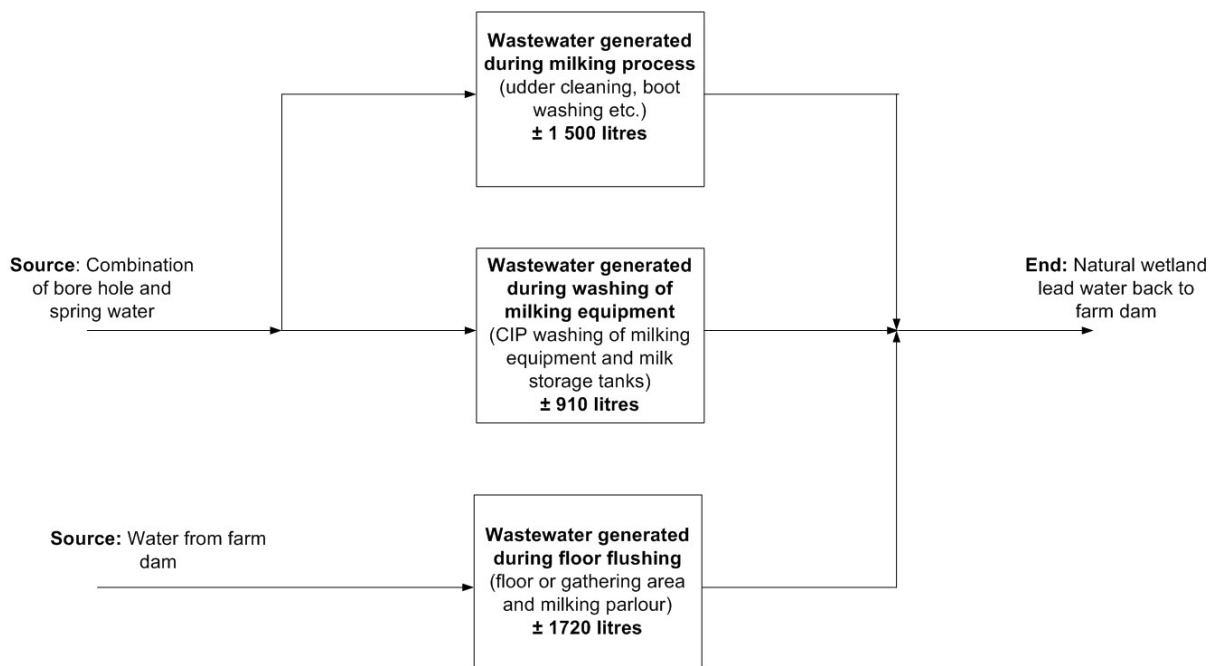 Wastewater generated
during milking process
(udder cleaning, boot
washing etc.)
± 1 500 litres
Source: Combination
of bore hole and
spring water
Wastewater generated
during washing of
milking equipment
(CIP washing of milking
equipment and milk
storage tanks)
± 910 litres
End: Natural wetland
lead water back to
farm dam
Source: Water from farm
dam
Wastewater generated
during floor flushing
(floor or gathering area
and milking parlour)
± 1720 litres